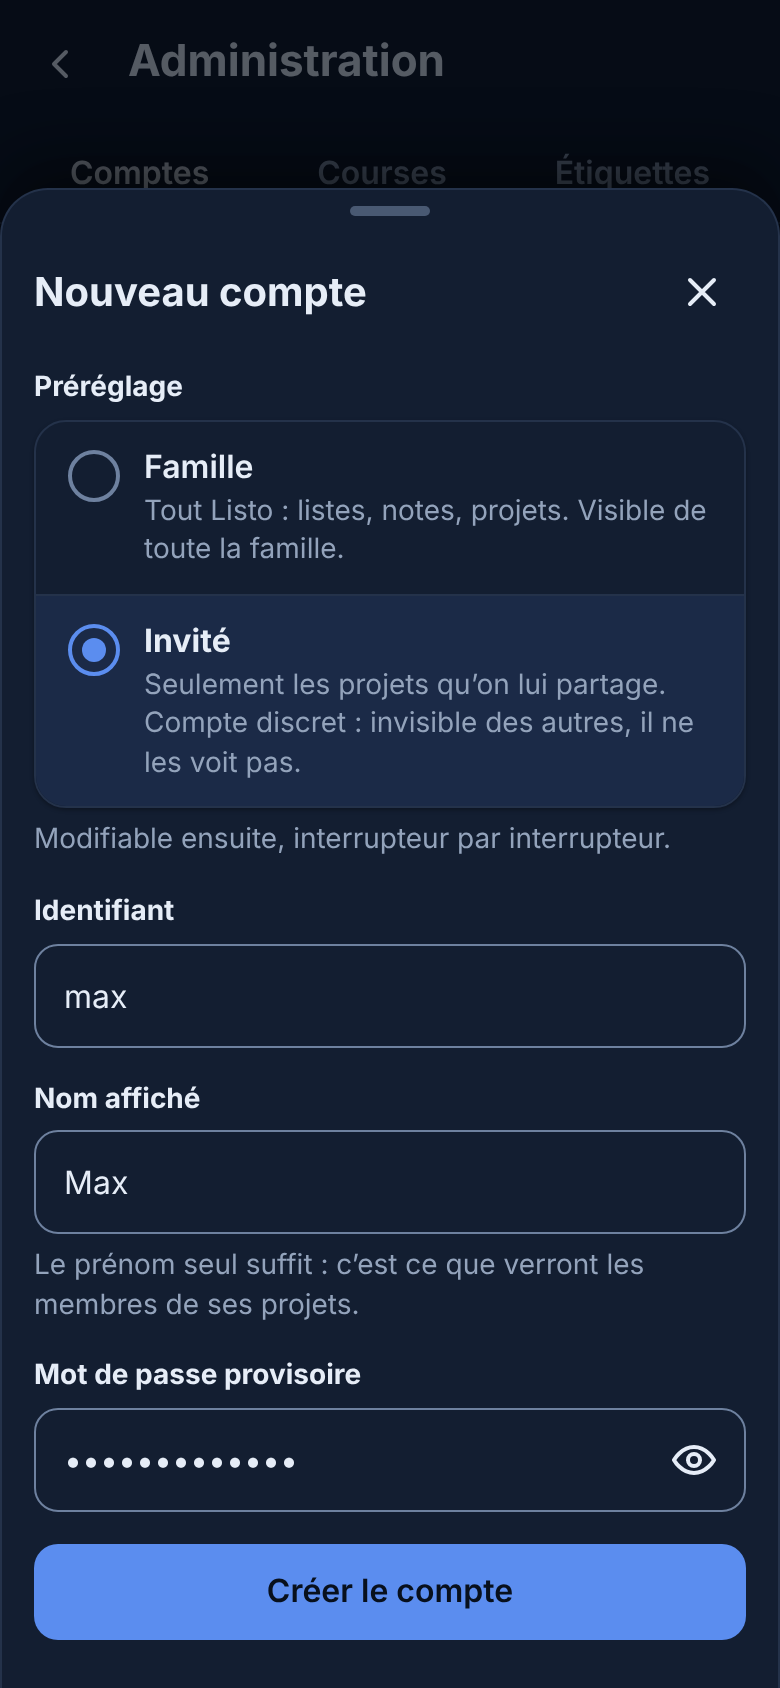 Administration
Comptes Courses Étiquettes
Nouveau compte
Préréglage
Famille
Tout Listo : listes, notes, projets. Visible de
toute la famille.
Invité
Seulement les projets qu’on lui partage.
Compte discret : invisible des autres, il ne
les voit pas.
Modifiable ensuite, interrupteur par interrupteur.
Identifiant
max
Nom affiché
Max
Le prénom seul suffit : c’est ce que verront les
membres de ses projets.
Mot de passe provisoire
•••••••••••••
Créer le compte